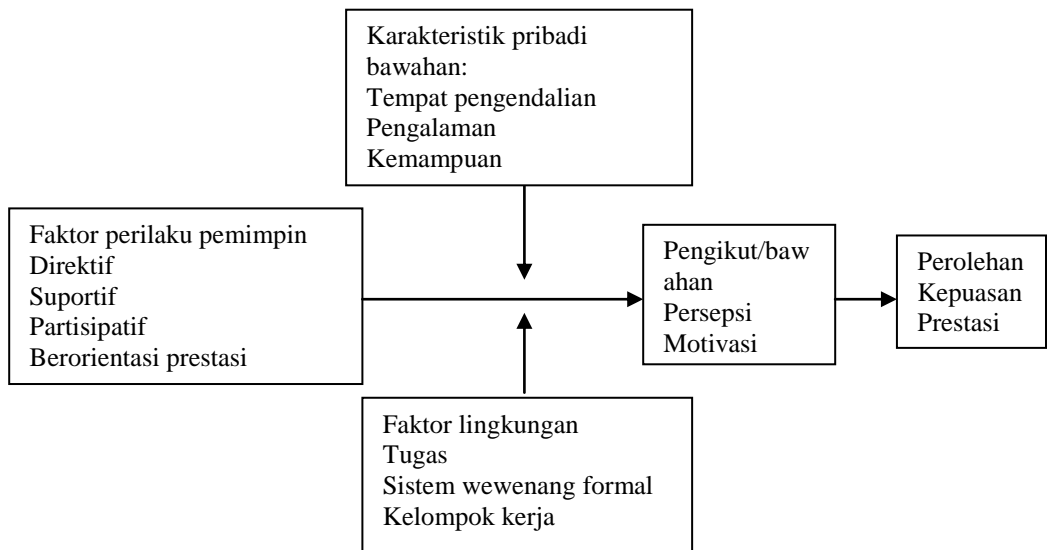 Karakteristik pribadi
bawahan:
Tempat pengendalian
Pengalaman
Kemampuan
Faktor perilaku pemimpin
Direktif
Suportif
Partisipatif
Berorientasi prestasi
Pengikut/baw
ahan
Persepsi
Motivasi
Perolehan
Kepuasan
Prestasi
Faktor lingkungan
Tugas
Sistem wewenang formal
Kelompok kerja